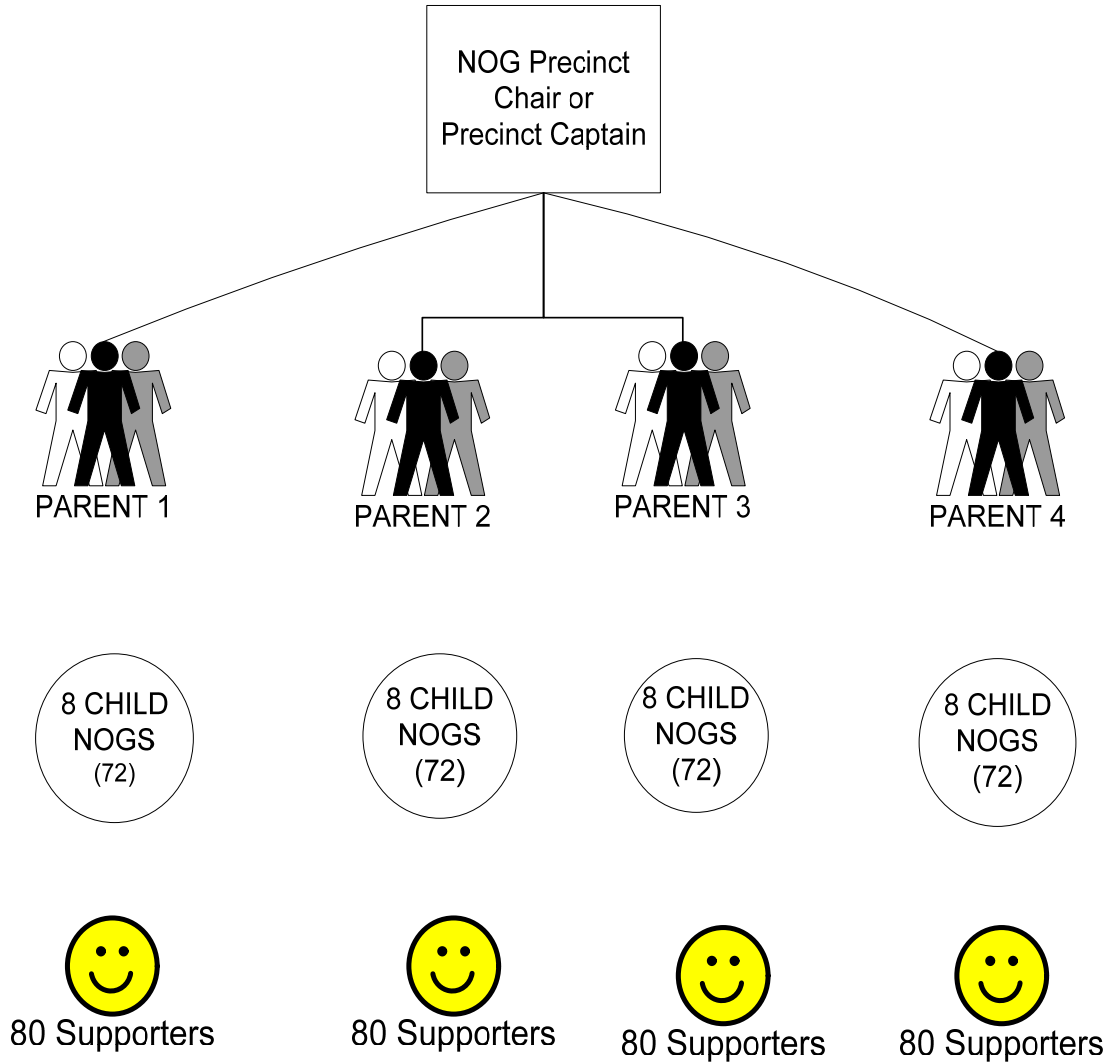 NOG Precinct
Chair or
Precinct Captain
PARENT 1
PARENT 2
PARENT 3
PARENT 4
8 CHILD
NOGS
(72)
8 CHILD
NOGS
(72)
8 CHILD
NOGS
(72)
8 CHILD
NOGS
(72)
80 Supporters
80 Supporters
80 Supporters
80 Supporters